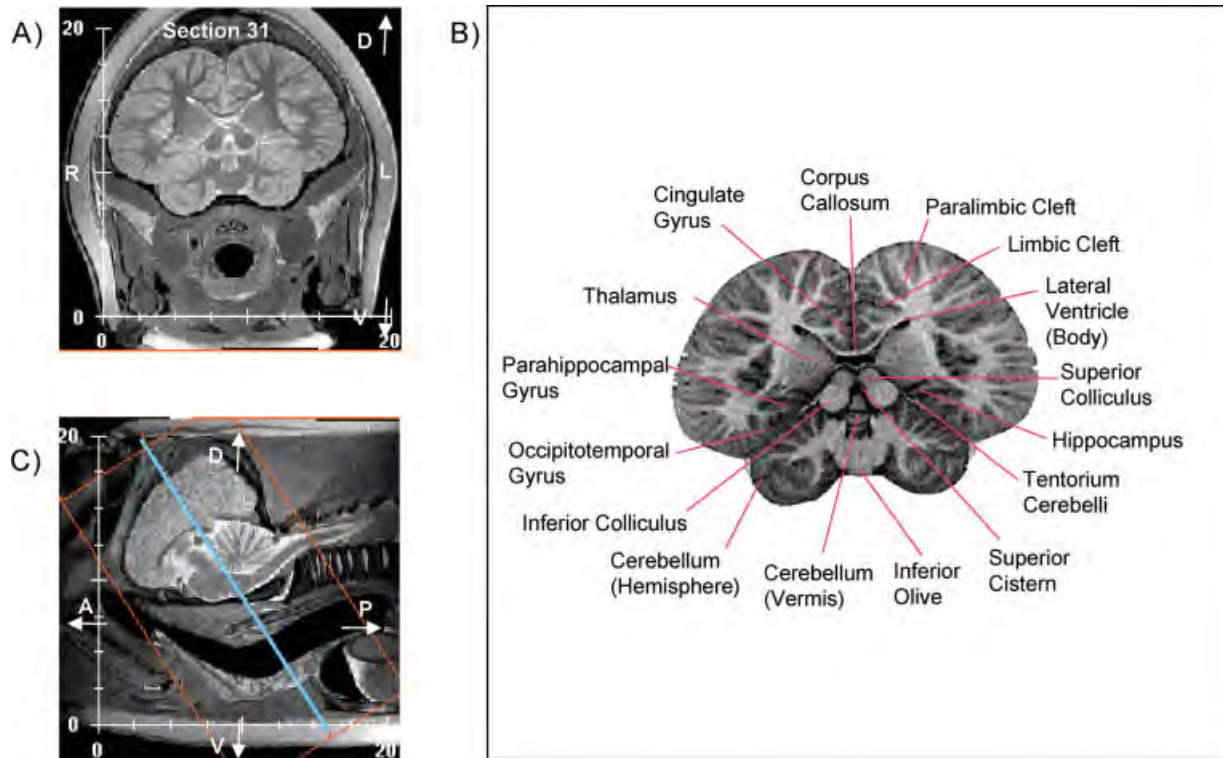 A)
20
Section 31
D
R
L
0
V
0
20
B)
Cingulate
Gyrus
Corpus
Callosum
Paralimbic Cleft
Limbic Cleft
Thalamus
Lateral
Ventricle
(Body)
Parahippocampal
Gyrus
Superior
Colliculus
Occipitotemporal
Gyrus
Hippocampus
Inferior Colliculus
Tentorium
Cerebelli
Cerebellum
(Hemisphere)
Cerebellum
(Vermis)
Inferior
Olive
Superior
Cistern
C)
20
D
A
P
0
V
0
20